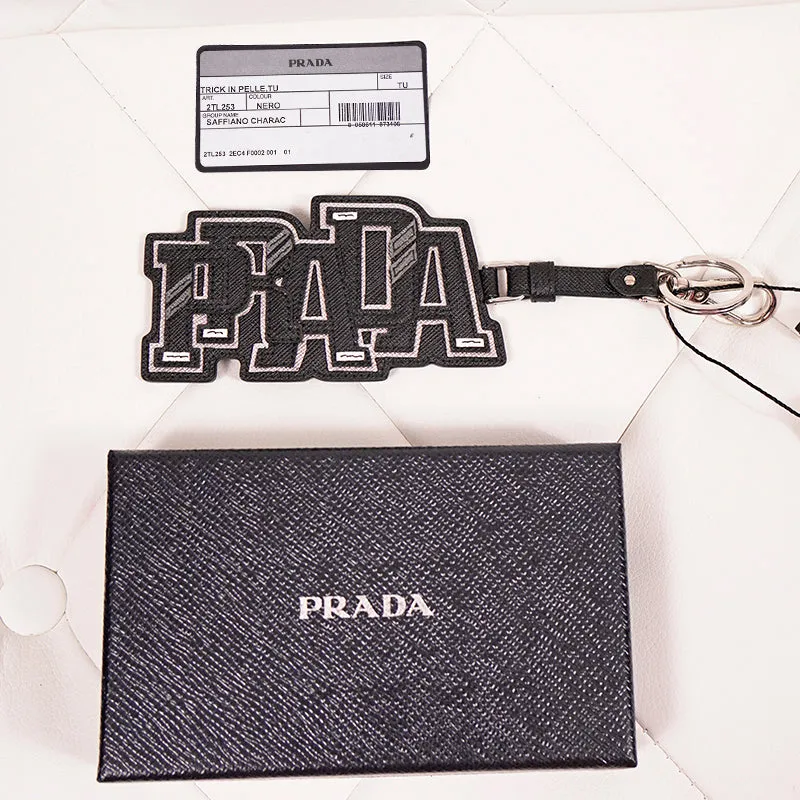 PRADA
TRICK IN PELLE.TU
SIZE
TU
ART.
2TL253
COLOUR
NERO
GROUP NAME
SAFFIANO CHARAC
2TL253 2EC4 F0002 001 01
PRADA
PRADA